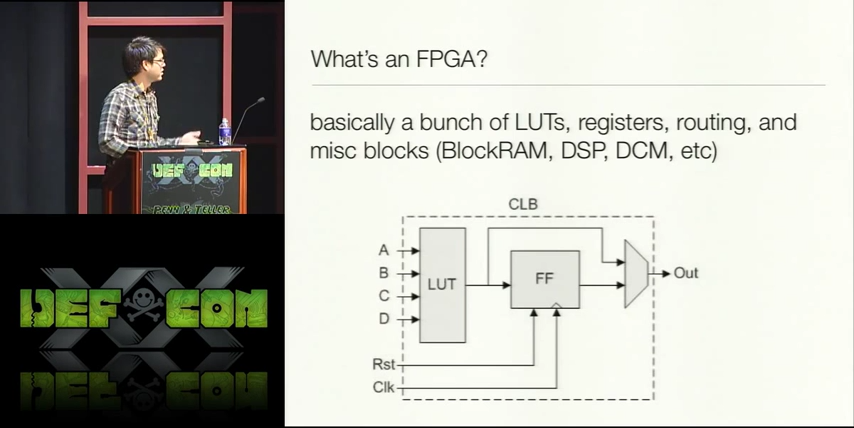 What's an FPGA?
basically a bunch of LUTs, registers, routing, and
misc blocks (BlockRAM, DSP, DCM, etc)
CLB
A
B
C
D
LUT
FF
Out
Rst
Clk
DEF CON
PENN & TELLER
XX
DEF CON